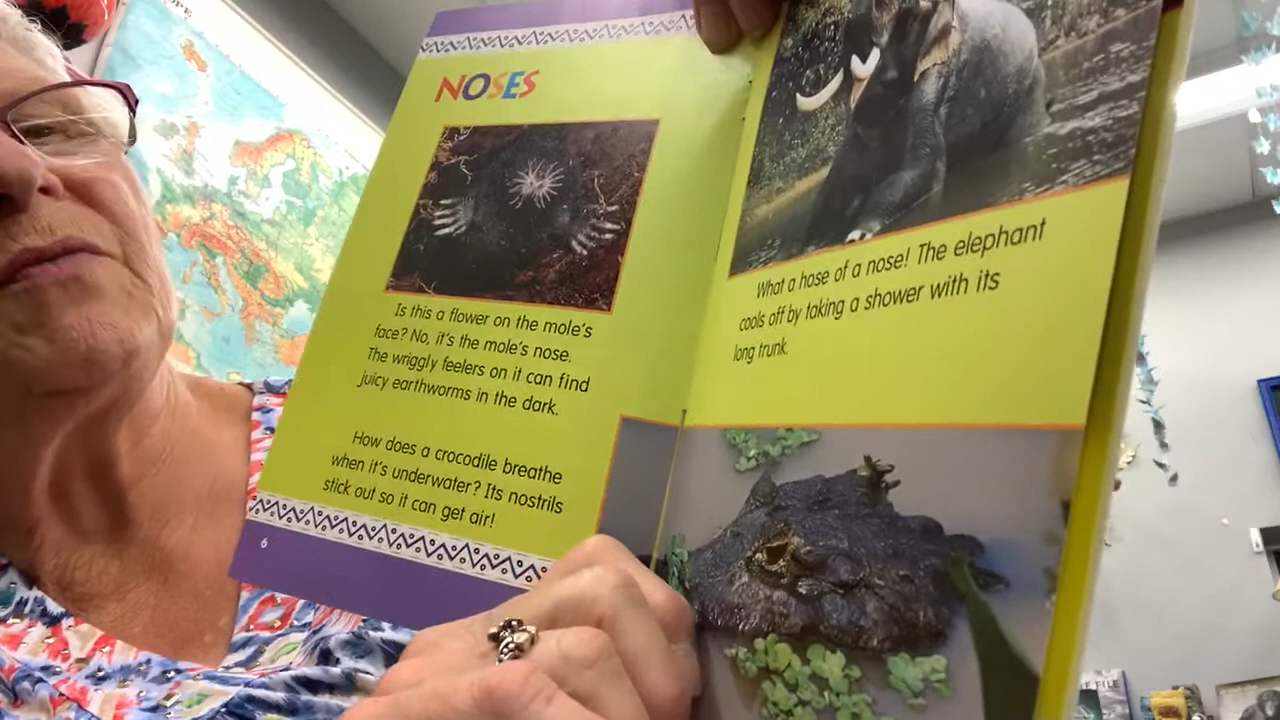 NOSES
Is this a flower on the mole's
face? No, it's the mole's nose.
The wriggly feelers on it can find
juicy earthworms in the dark.
How does a crocodile breathe
when it's underwater? Its nostrils
stick out so it can get air!
6
What a hose of a nose! The elephant
cools off by taking a shower with its
long trunk.